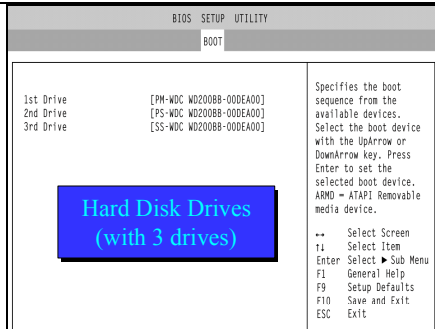 BIOS SETUP UTILITY
BOOT
1st Drive [PM-WDC WD200BB-00DEA00]
2nd Drive [PS-WDC WD200BB-00DEA00]
3rd Drive [SS-WDC WD200BB-00DEA00]
Hard Disk Drives
(with 3 drives)
Specifies the boot
sequence from the
available devices.
Select the boot device
with the UpArrow or
DownArrow key. Press
Enter to set the
selected boot device.
ARMD = ATAPI Removable
media device.
↔ Select Screen
↑↓ Select Item
Enter Select ► Sub Menu
F1 General Help
F9 Setup Defaults
F10 Save and Exit
ESC Exit